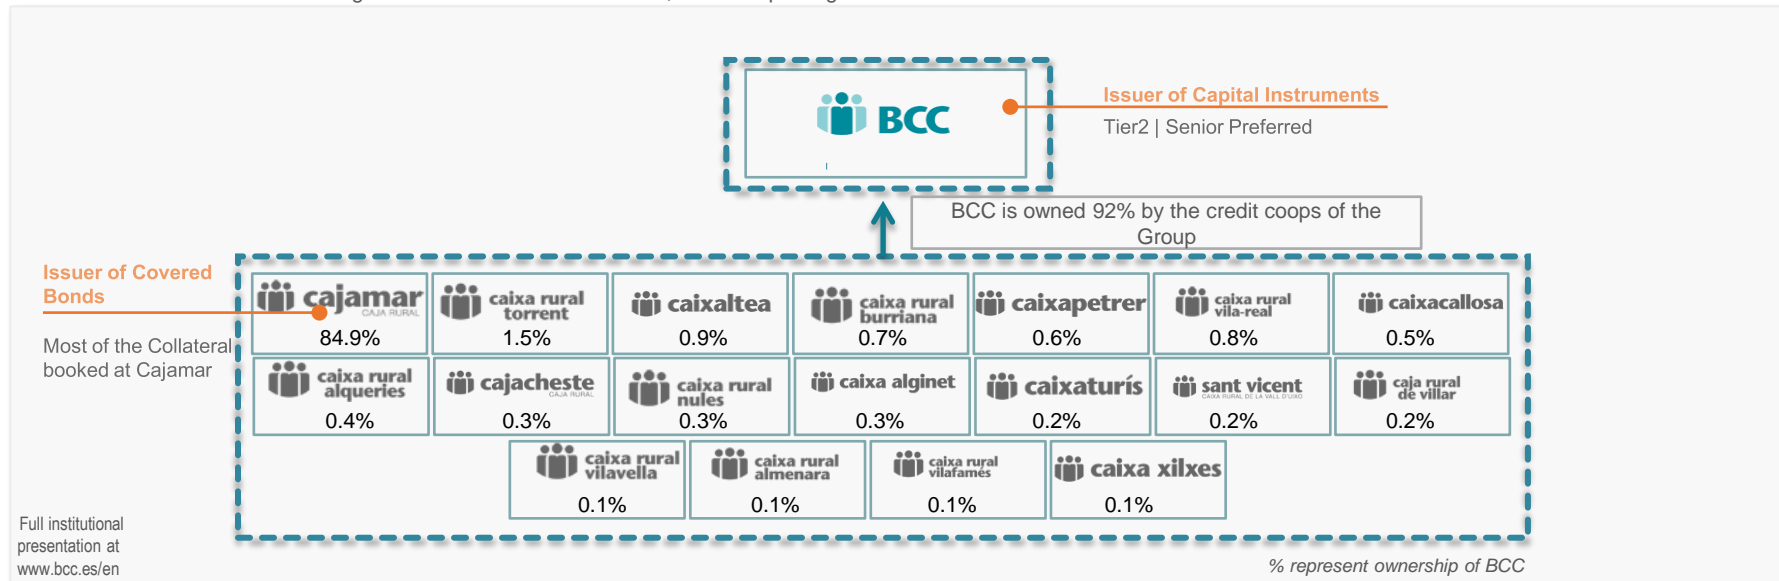 BCC
Issuer of Capital Instruments
Tier2 | Senior Preferred
BCC is owned 92% by the credit coops of the
Group
Issuer of Covered
Bonds
Most of the Collateral
booked at Cajamar
cajamar
CAJA RURAL
84.9%
caixa rural
torrent
1.5%
caixaltea
0.9%
caixa rural
burriana
0.7%
caixapetrer
0.6%
caixa rural
vila-real
0.8%
caixacallosa
0.5%
caixa rural
alqueries
0.4%
cajacheste
CAJA RURAL
0.3%
caixa rural
nules
0.3%
caixa alginet
0.3%
caixaturís
0.2%
sant vicent
CAIXA RURAL DE LA VALL D'UIXO
0.2%
caja rural
de villar
0.2%
caixa rural
vilavella
0.1%
caixa rural
almenara
0.1%
caixa rural
vilafamés
0.1%
caixa xilxes
0.1%
Full institutional
presentation at
www.bcc.es/en
% represent ownership of BCC